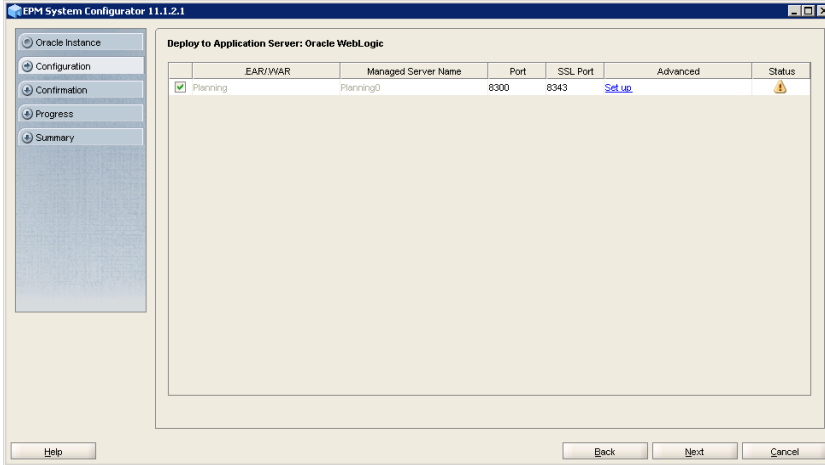 EPM System Configurator 11.1.2.1
Oracle Instance
Configuration
Confirmation
Progress
Summary
Deploy to Application Server: Oracle WebLogic
.EAR/.WAR Managed Server Name Port SSL Port Advanced Status
Planning Planning0 8300 8343 Set up
Help Back Next Cancel